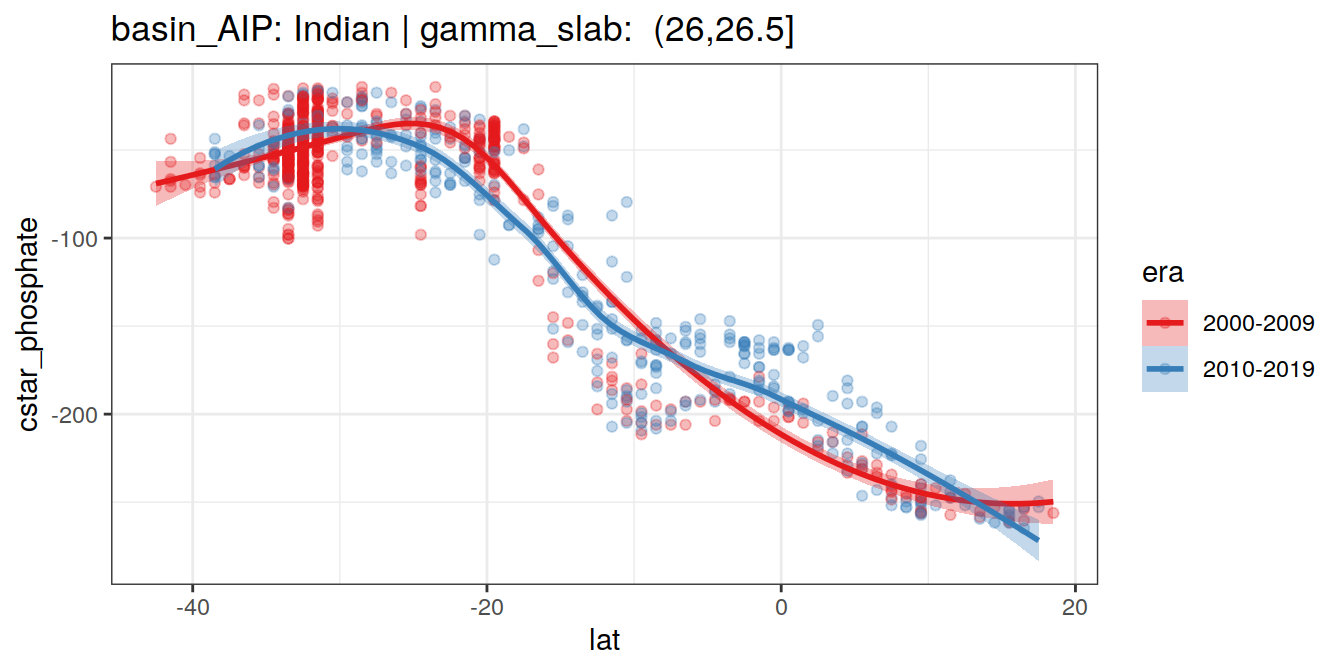 basin_AIP: Indian | gamma_slab:  (26,26.5]
cstar_phosphate
-100
-200
-40
-20
0
20
lat
era
2000-2009
2010-2019